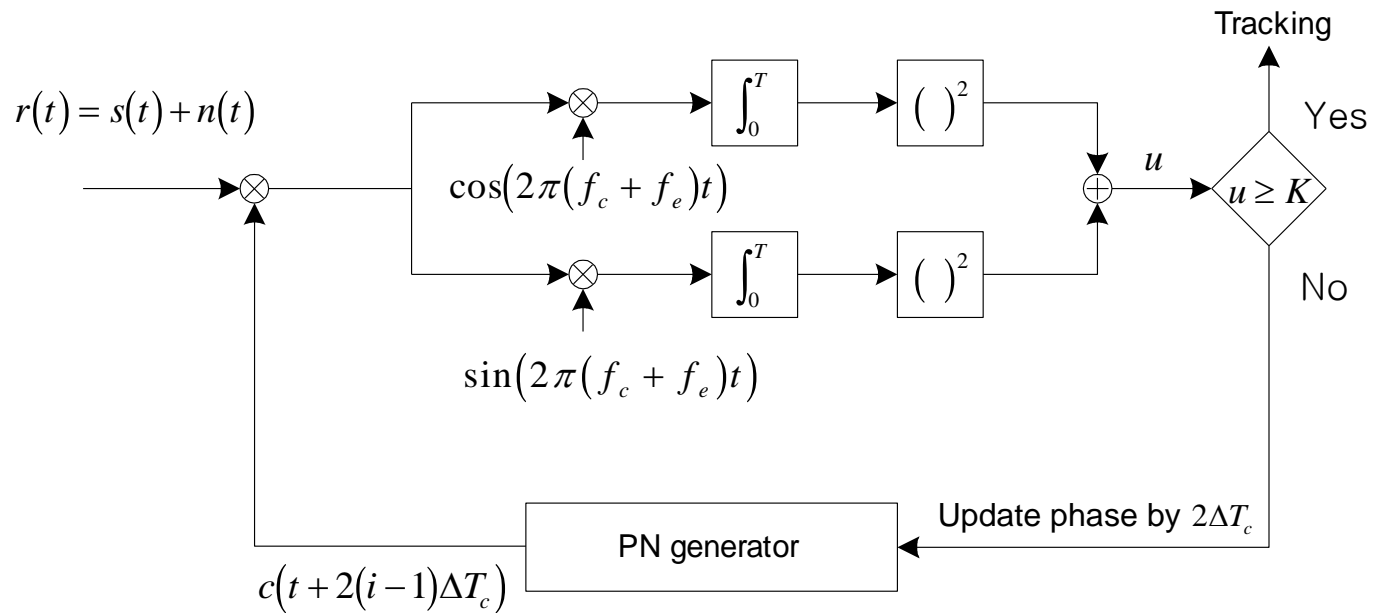 Tracking
r(t) = s(t) + n(t)
∫₀ᵀ
( )²
Yes
cos(2π(f_c + f_e)t)
u
u ≥ K
∫₀ᵀ
( )²
No
sin(2π(f_c + f_e)t)
Update phase by 2ΔT_c
PN generator
c(t + 2(i − 1)ΔT_c)